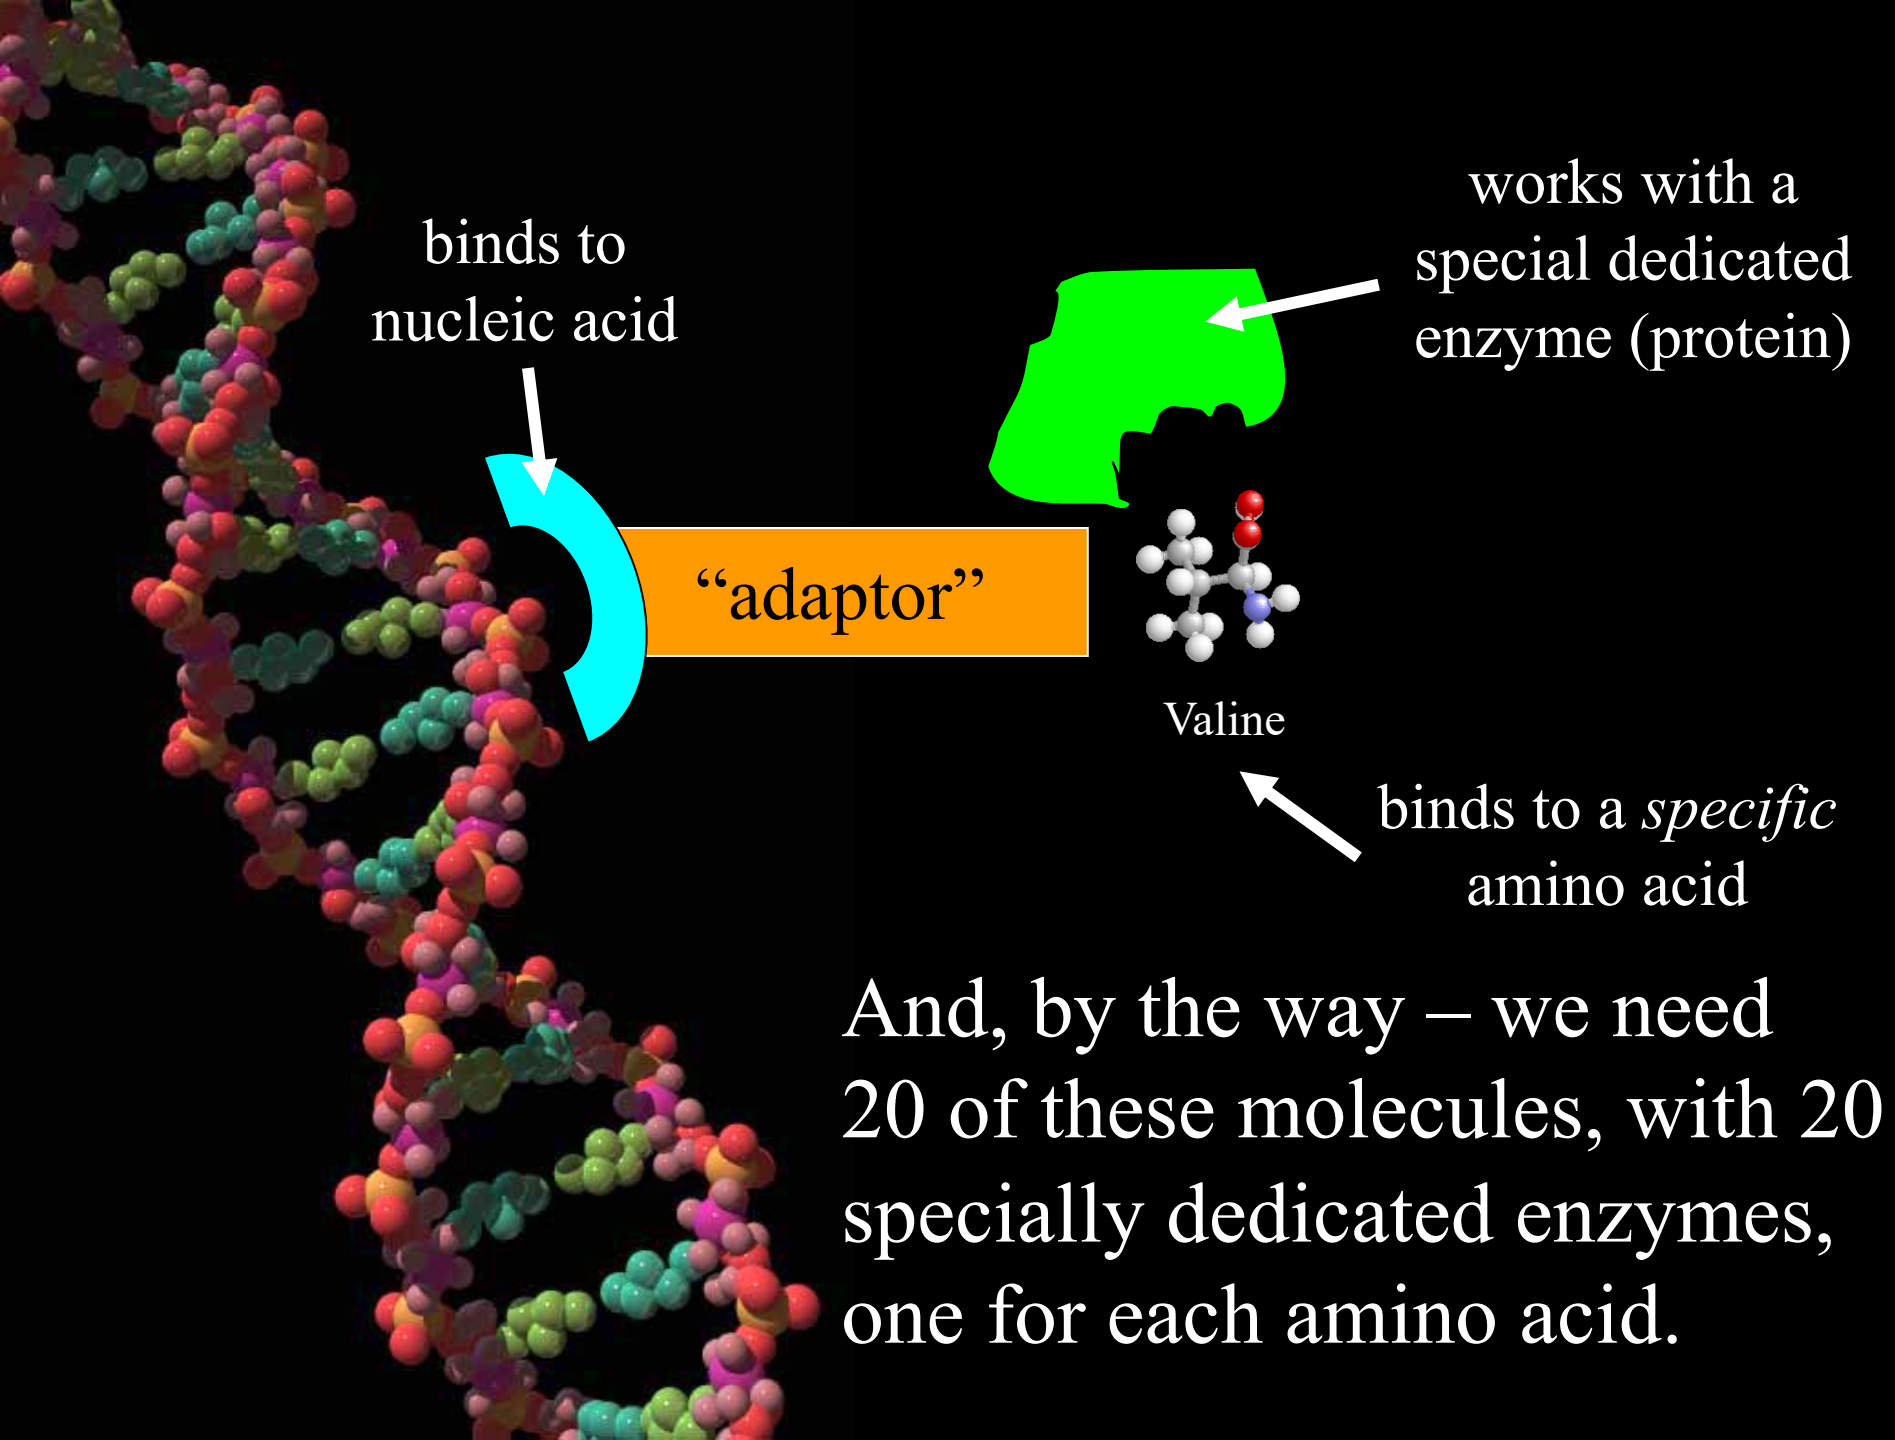 binds to
nucleic acid
works with a
special dedicated
enzyme (protein)
“adaptor”
Valine
binds to a specific
amino acid
And, by the way – we need
20 of these molecules, with 20
specially dedicated enzymes,
one for each amino acid.